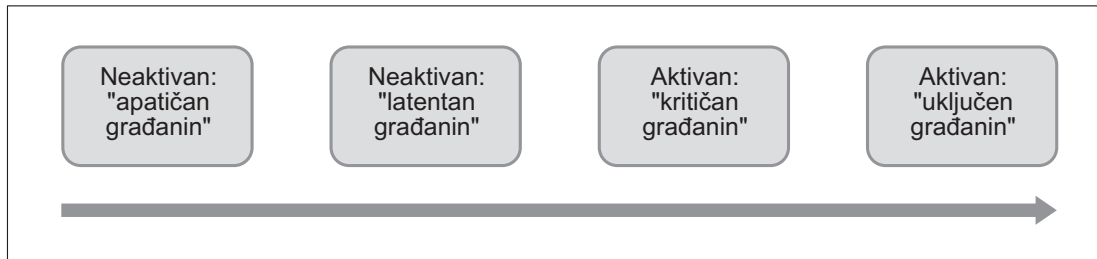 Neaktivan:
"apatičan
građanin"
Neaktivan:
"latentan
građanin"
Aktivan:
"kritičan
građanin"
Aktivan:
"uključen
građanin"